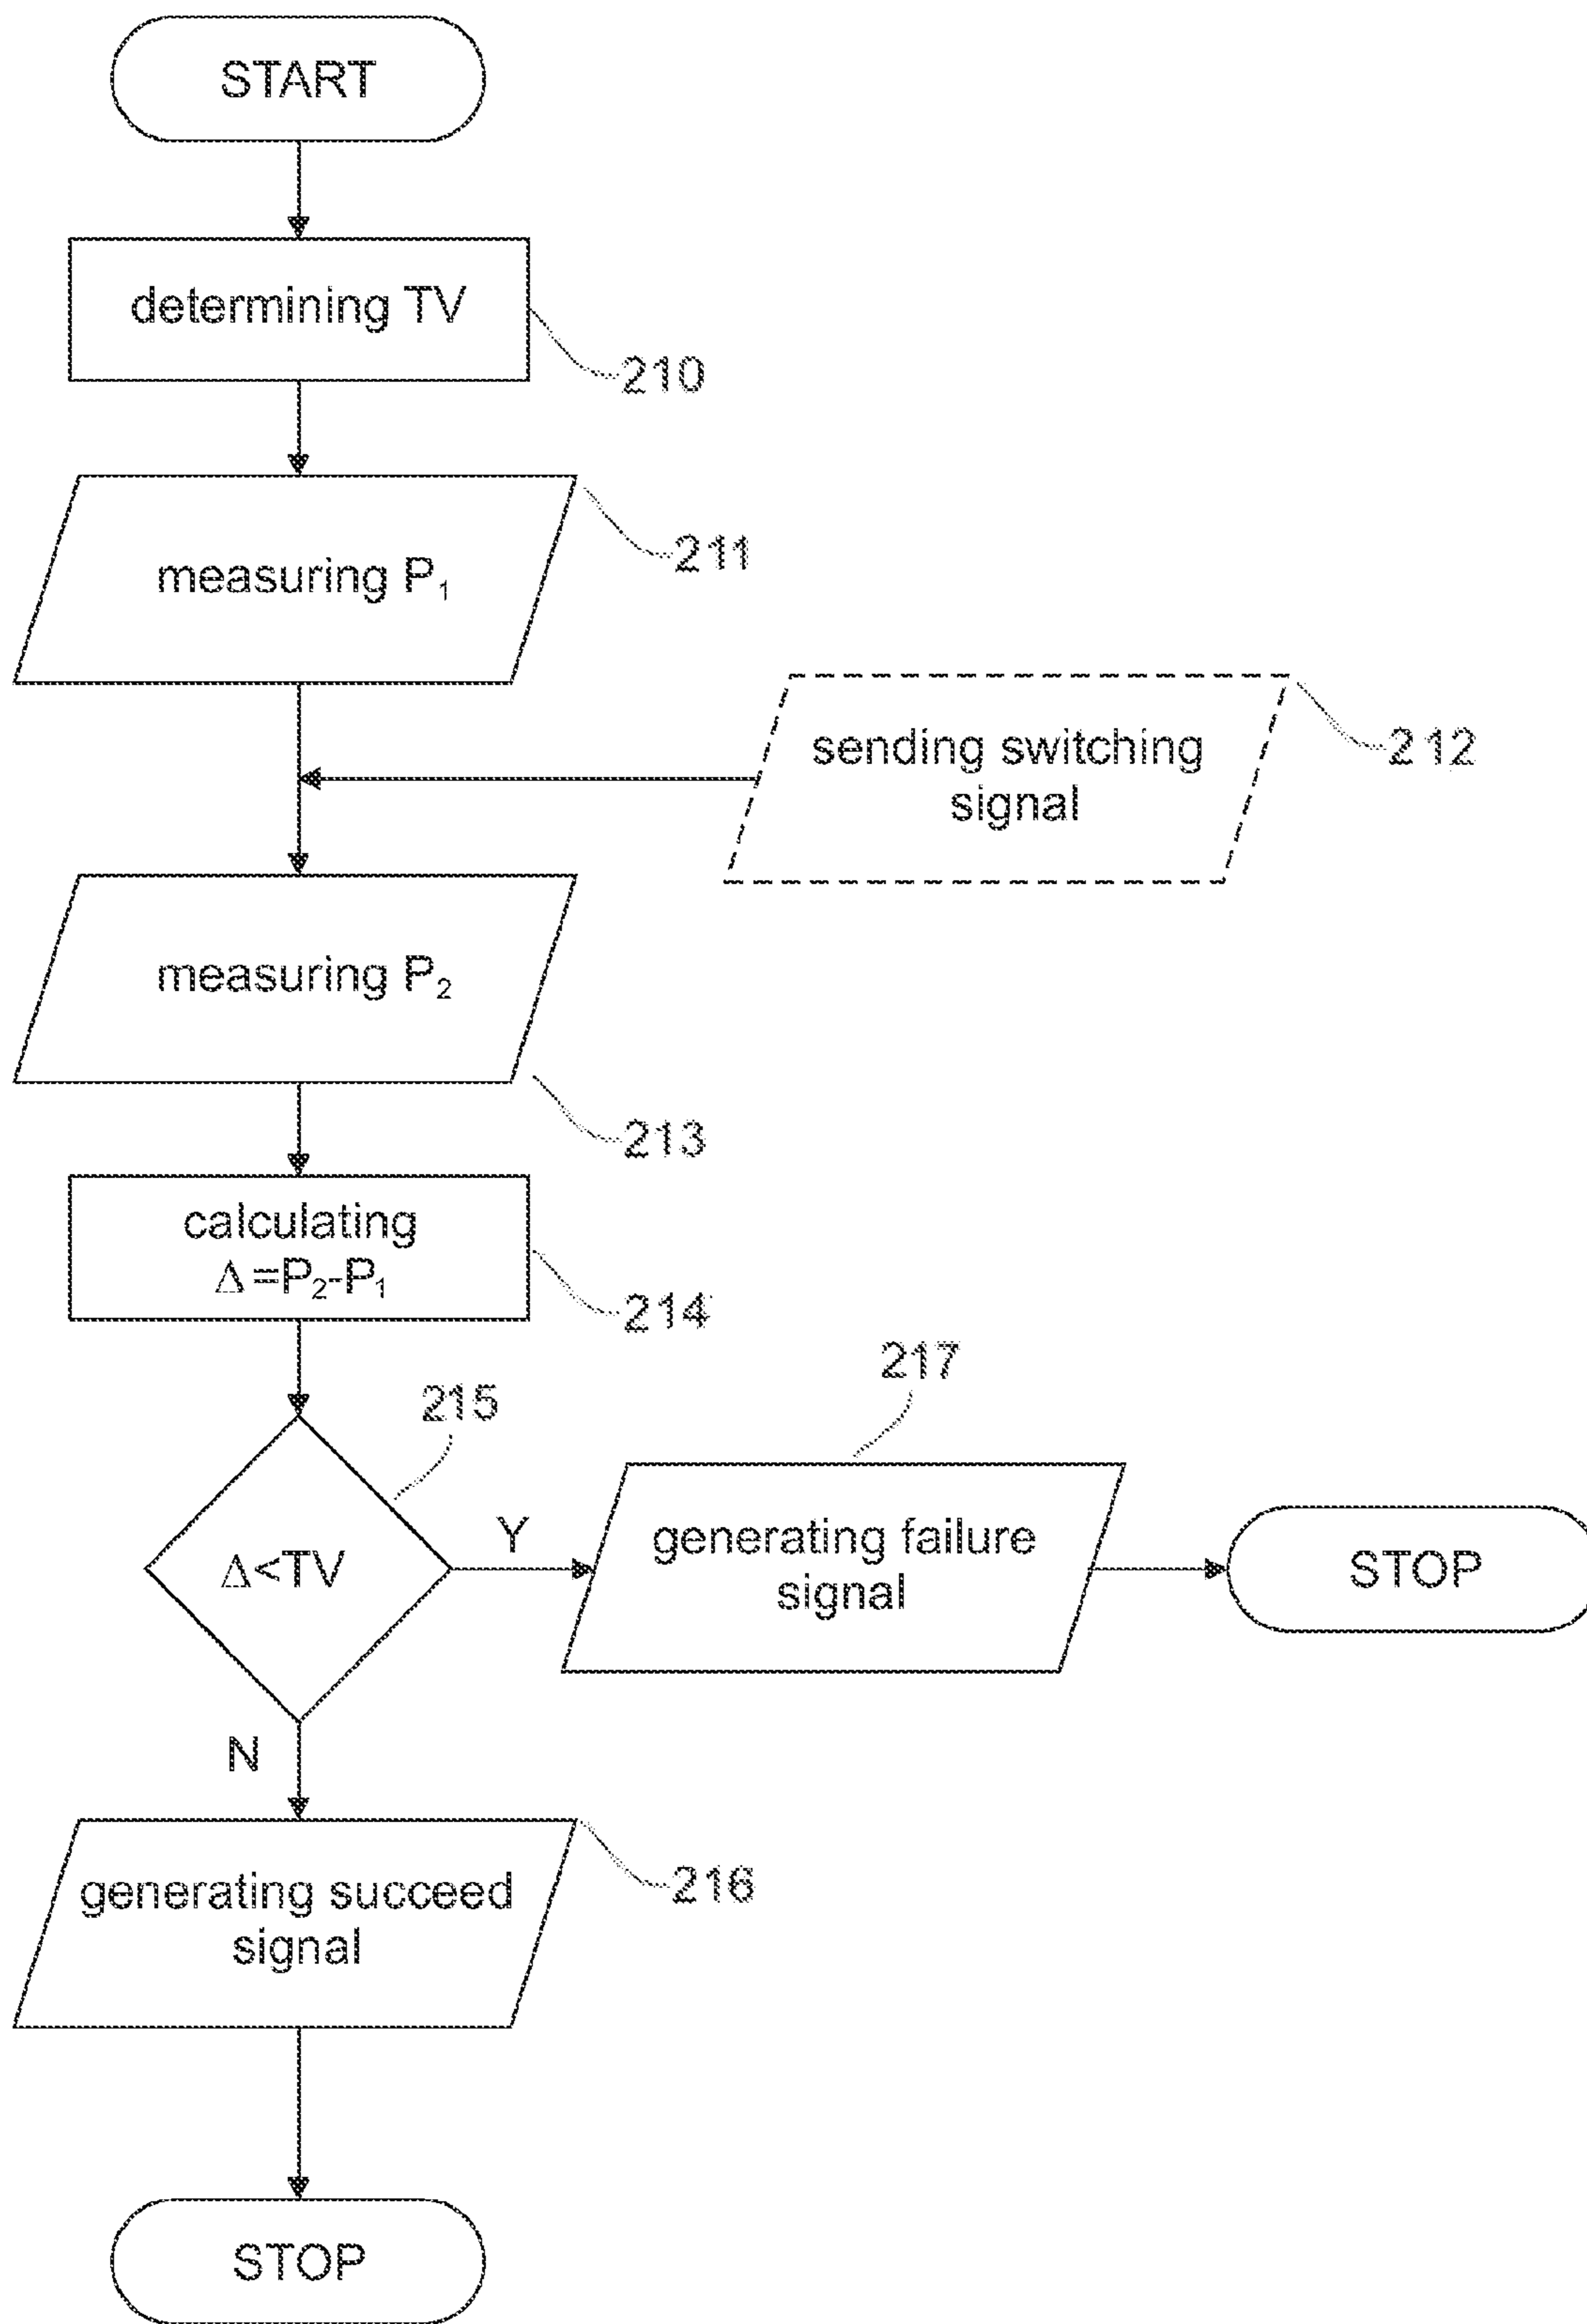 START
determining TV
210
measuring P₁
211
sending switching
signal
212
measuring P₂
213
calculating
Δ=P₂-P₁
214
215
Δ<TV
Y
217
generating failure
signal
STOP
N
generating succeed
signal
216
STOP